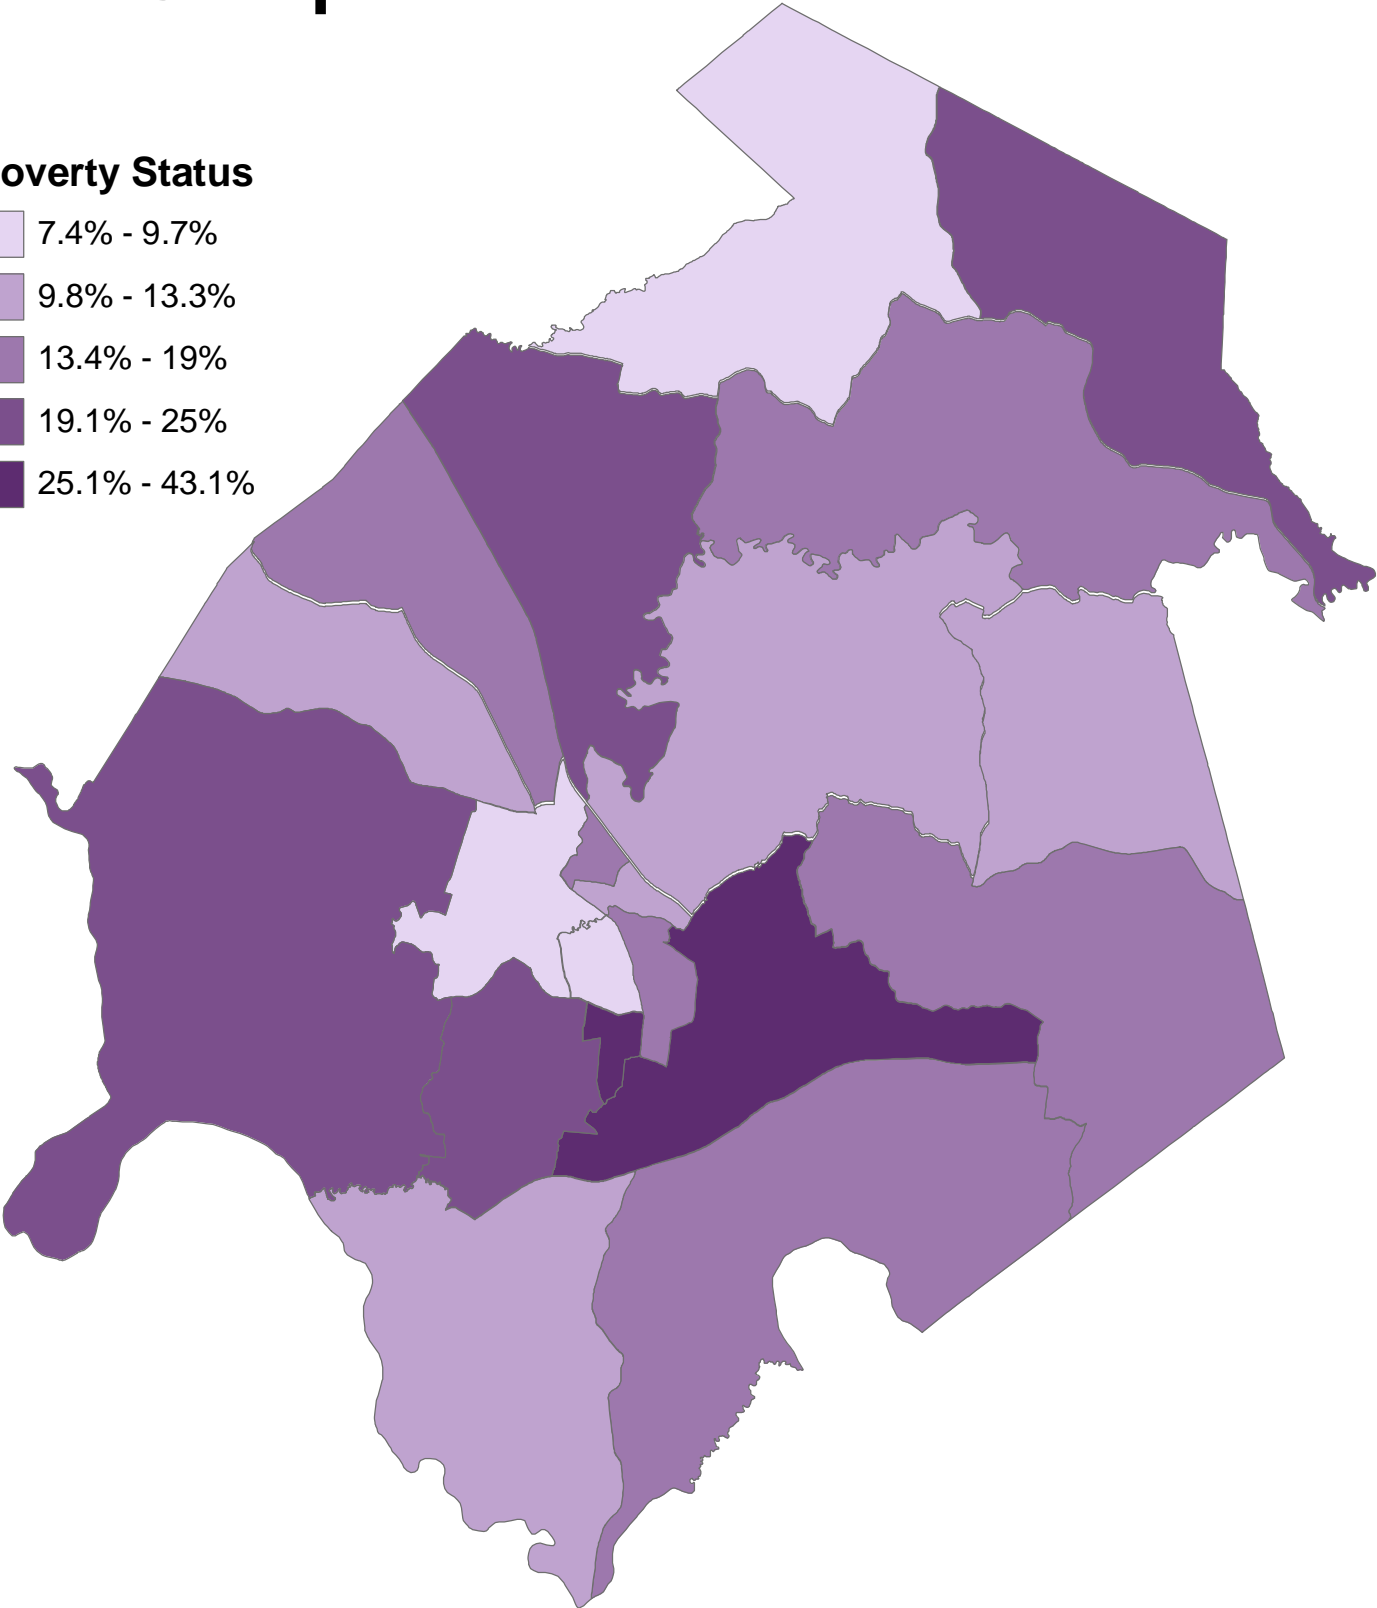 overty Status
7.4% - 9.7%
9.8% - 13.3%
13.4% - 19%
19.1% - 25%
25.1% - 43.1%